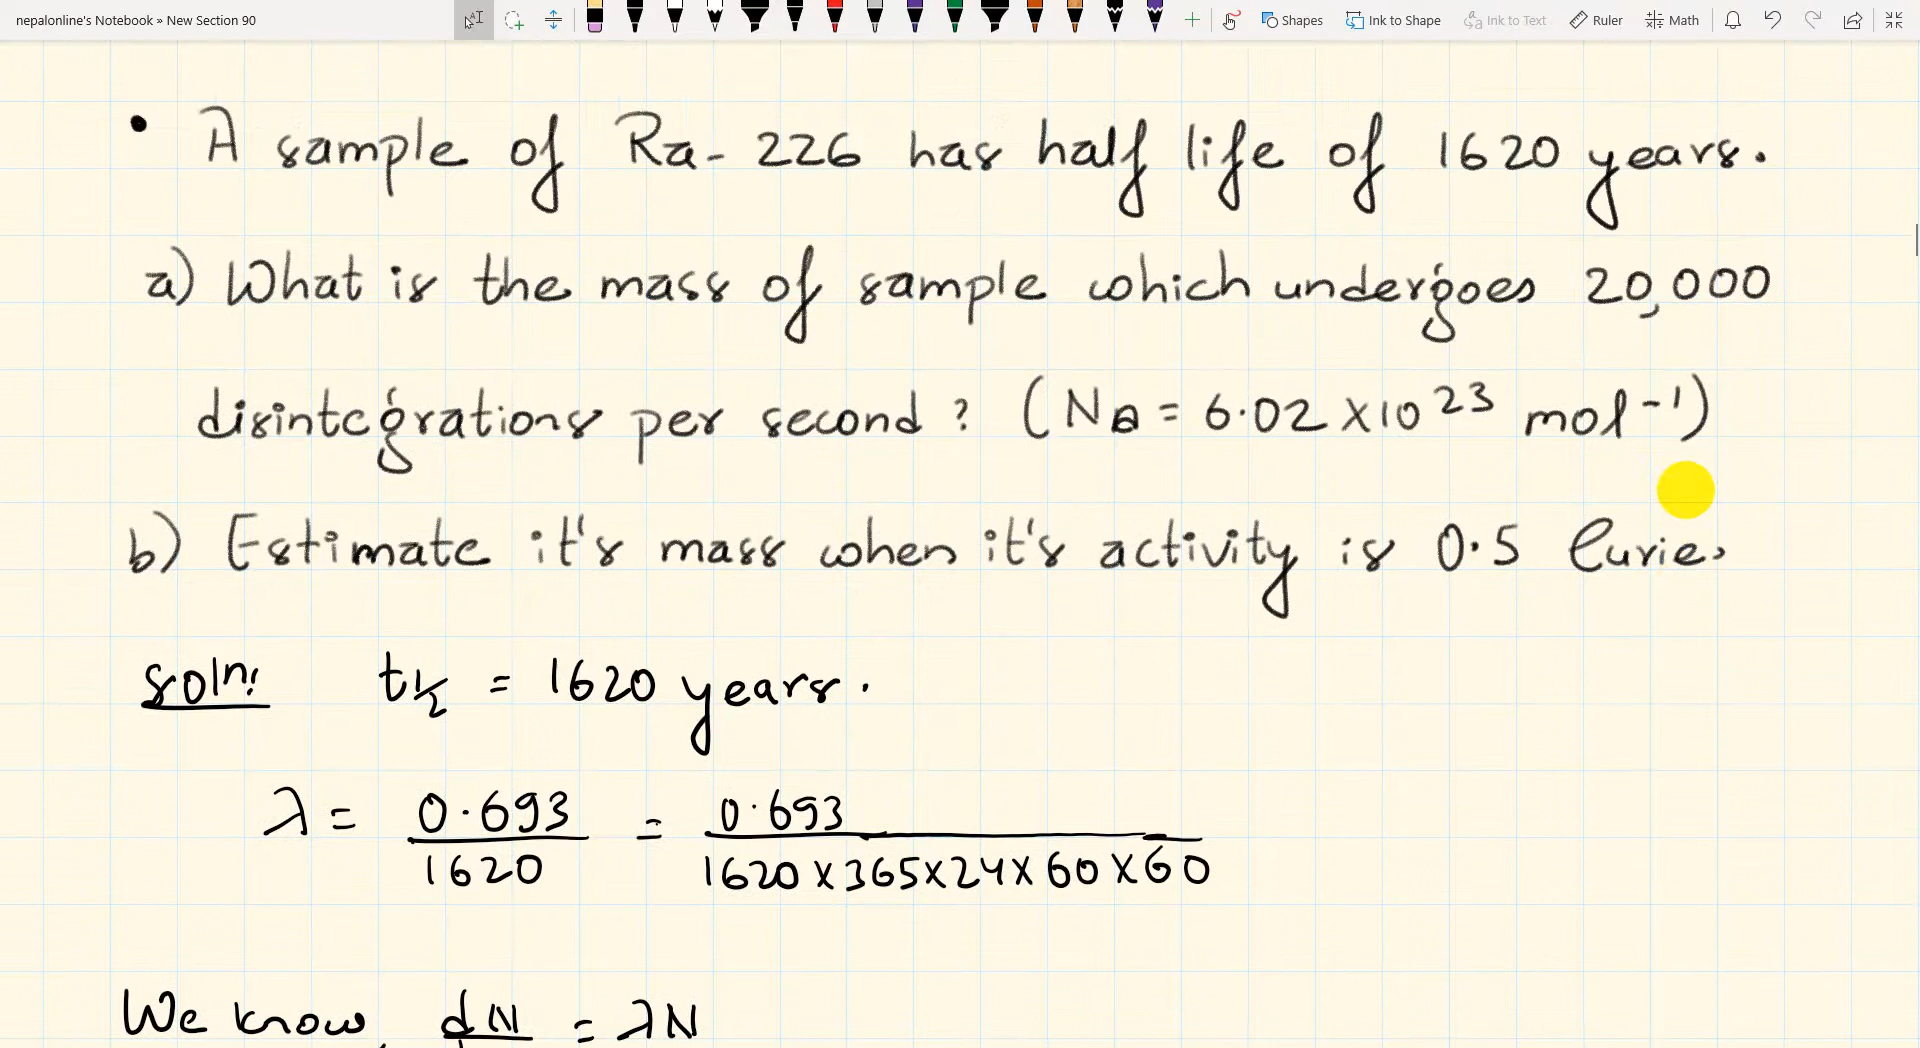 nepalonline's Notebook » New Section 90
Shapes Ink to Shape Ink to Text Ruler Math
• A sample of Ra-226 has half life of 1620 years.
a) What is the mass of sample which undergoes 20,000
disintegrations per second? (NA = 6.02 ×10²³ mol⁻¹)
b) Estimate it's mass when it's activity is 0.5 Curie.
soln: t½ = 1620 years.
λ = 0.693/1620 = 0.693/1620×365×24×60×60
We know, dN = λN